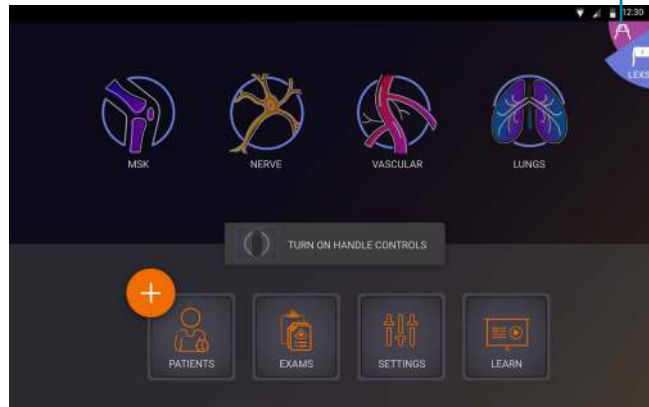 12:30
LEXS
MSK
NERVE
VASCULAR
LUNGS
TURN ON HANDLE CONTROLS
PATIENTS
EXAMS
SETTINGS
LEARN